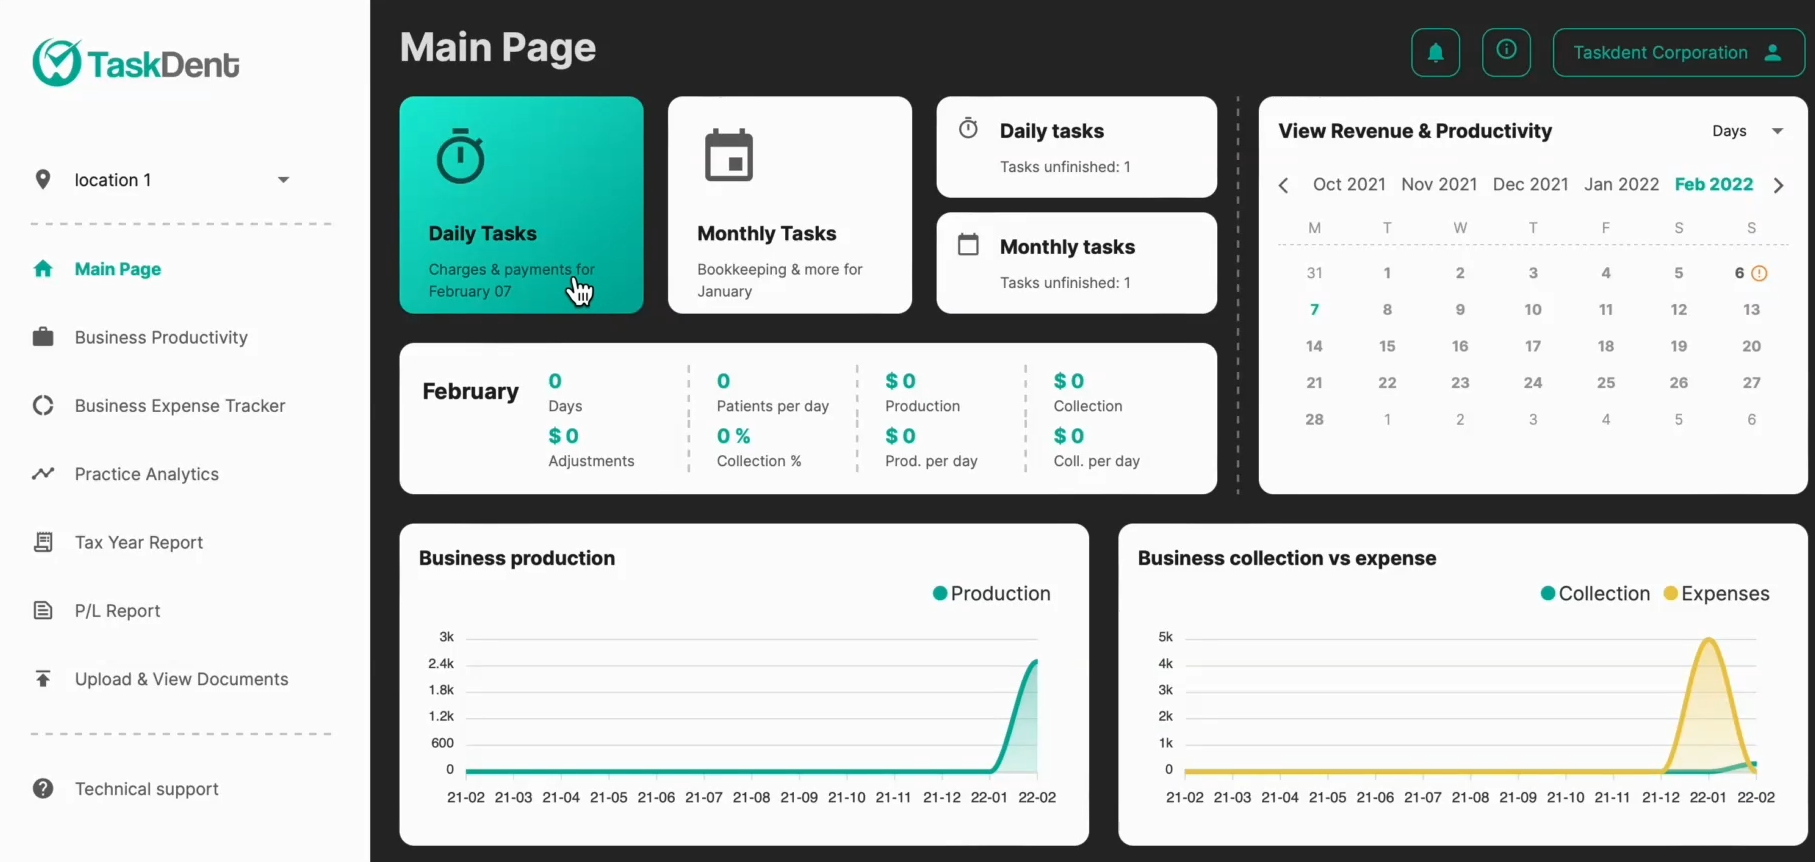 TaskDent
location 1
Main Page
Business Productivity
Business Expense Tracker
Practice Analytics
Tax Year Report
P/L Report
Upload & View Documents
Technical support
Main Page
Taskdent Corporation
Daily Tasks
Charges & payments for
February 07
Monthly Tasks
Bookkeeping & more for
January
Daily tasks
Tasks unfinished: 1
Monthly tasks
Tasks unfinished: 1
View Revenue & Productivity
Days
Oct 2021 Nov 2021 Dec 2021 Jan 2022 Feb 2022
M T W T F S S
31 1 2 3 4 5 6
7 8 9 10 11 12 13
14 15 16 17 18 19 20
21 22 23 24 25 26 27
28 1 2 3 4 5 6
February
0
Days
$ 0
Adjustments
0
Patients per day
0 %
Collection %
$ 0
Production
$ 0
Prod. per day
$ 0
Collection
$ 0
Coll. per day
Business production
Production
3k
2.4k
1.8k
1.2k
600
0
21-02 21-03 21-04 21-05 21-06 21-07 21-08 21-09 21-10 21-11 21-12 22-01 22-02
Business collection vs expense
Collection Expenses
5k
4k
3k
2k
1k
0
21-02 21-03 21-04 21-05 21-06 21-07 21-08 21-09 21-10 21-11 21-12 22-01 22-02